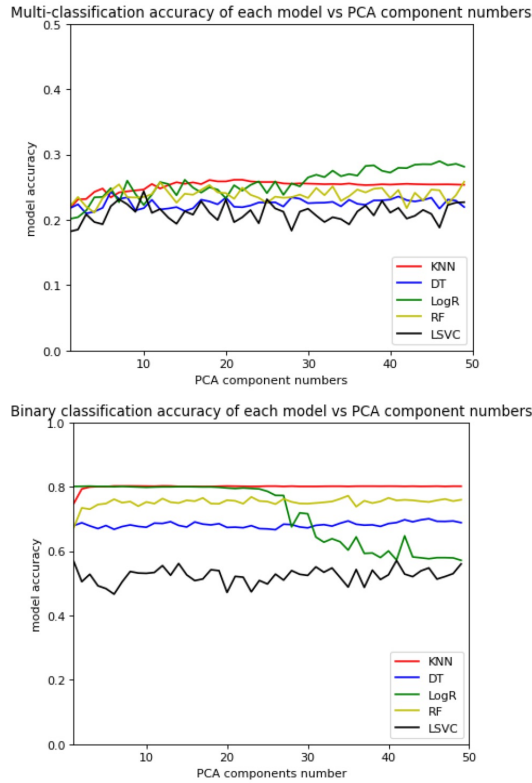 Multi-classification accuracy of each model vs PCA component numbers
0.5
0.4
0.3
0.2
0.1
0.0
model accuracy
KNN
DT
LogR
RF
LSVC
10
20
30
40
50
PCA component numbers
Binary classification accuracy of each model vs PCA component numbers
1.0
0.8
0.6
0.4
0.2
0.0
model accuracy
KNN
DT
LogR
RF
LSVC
10
20
30
40
50
PCA components number